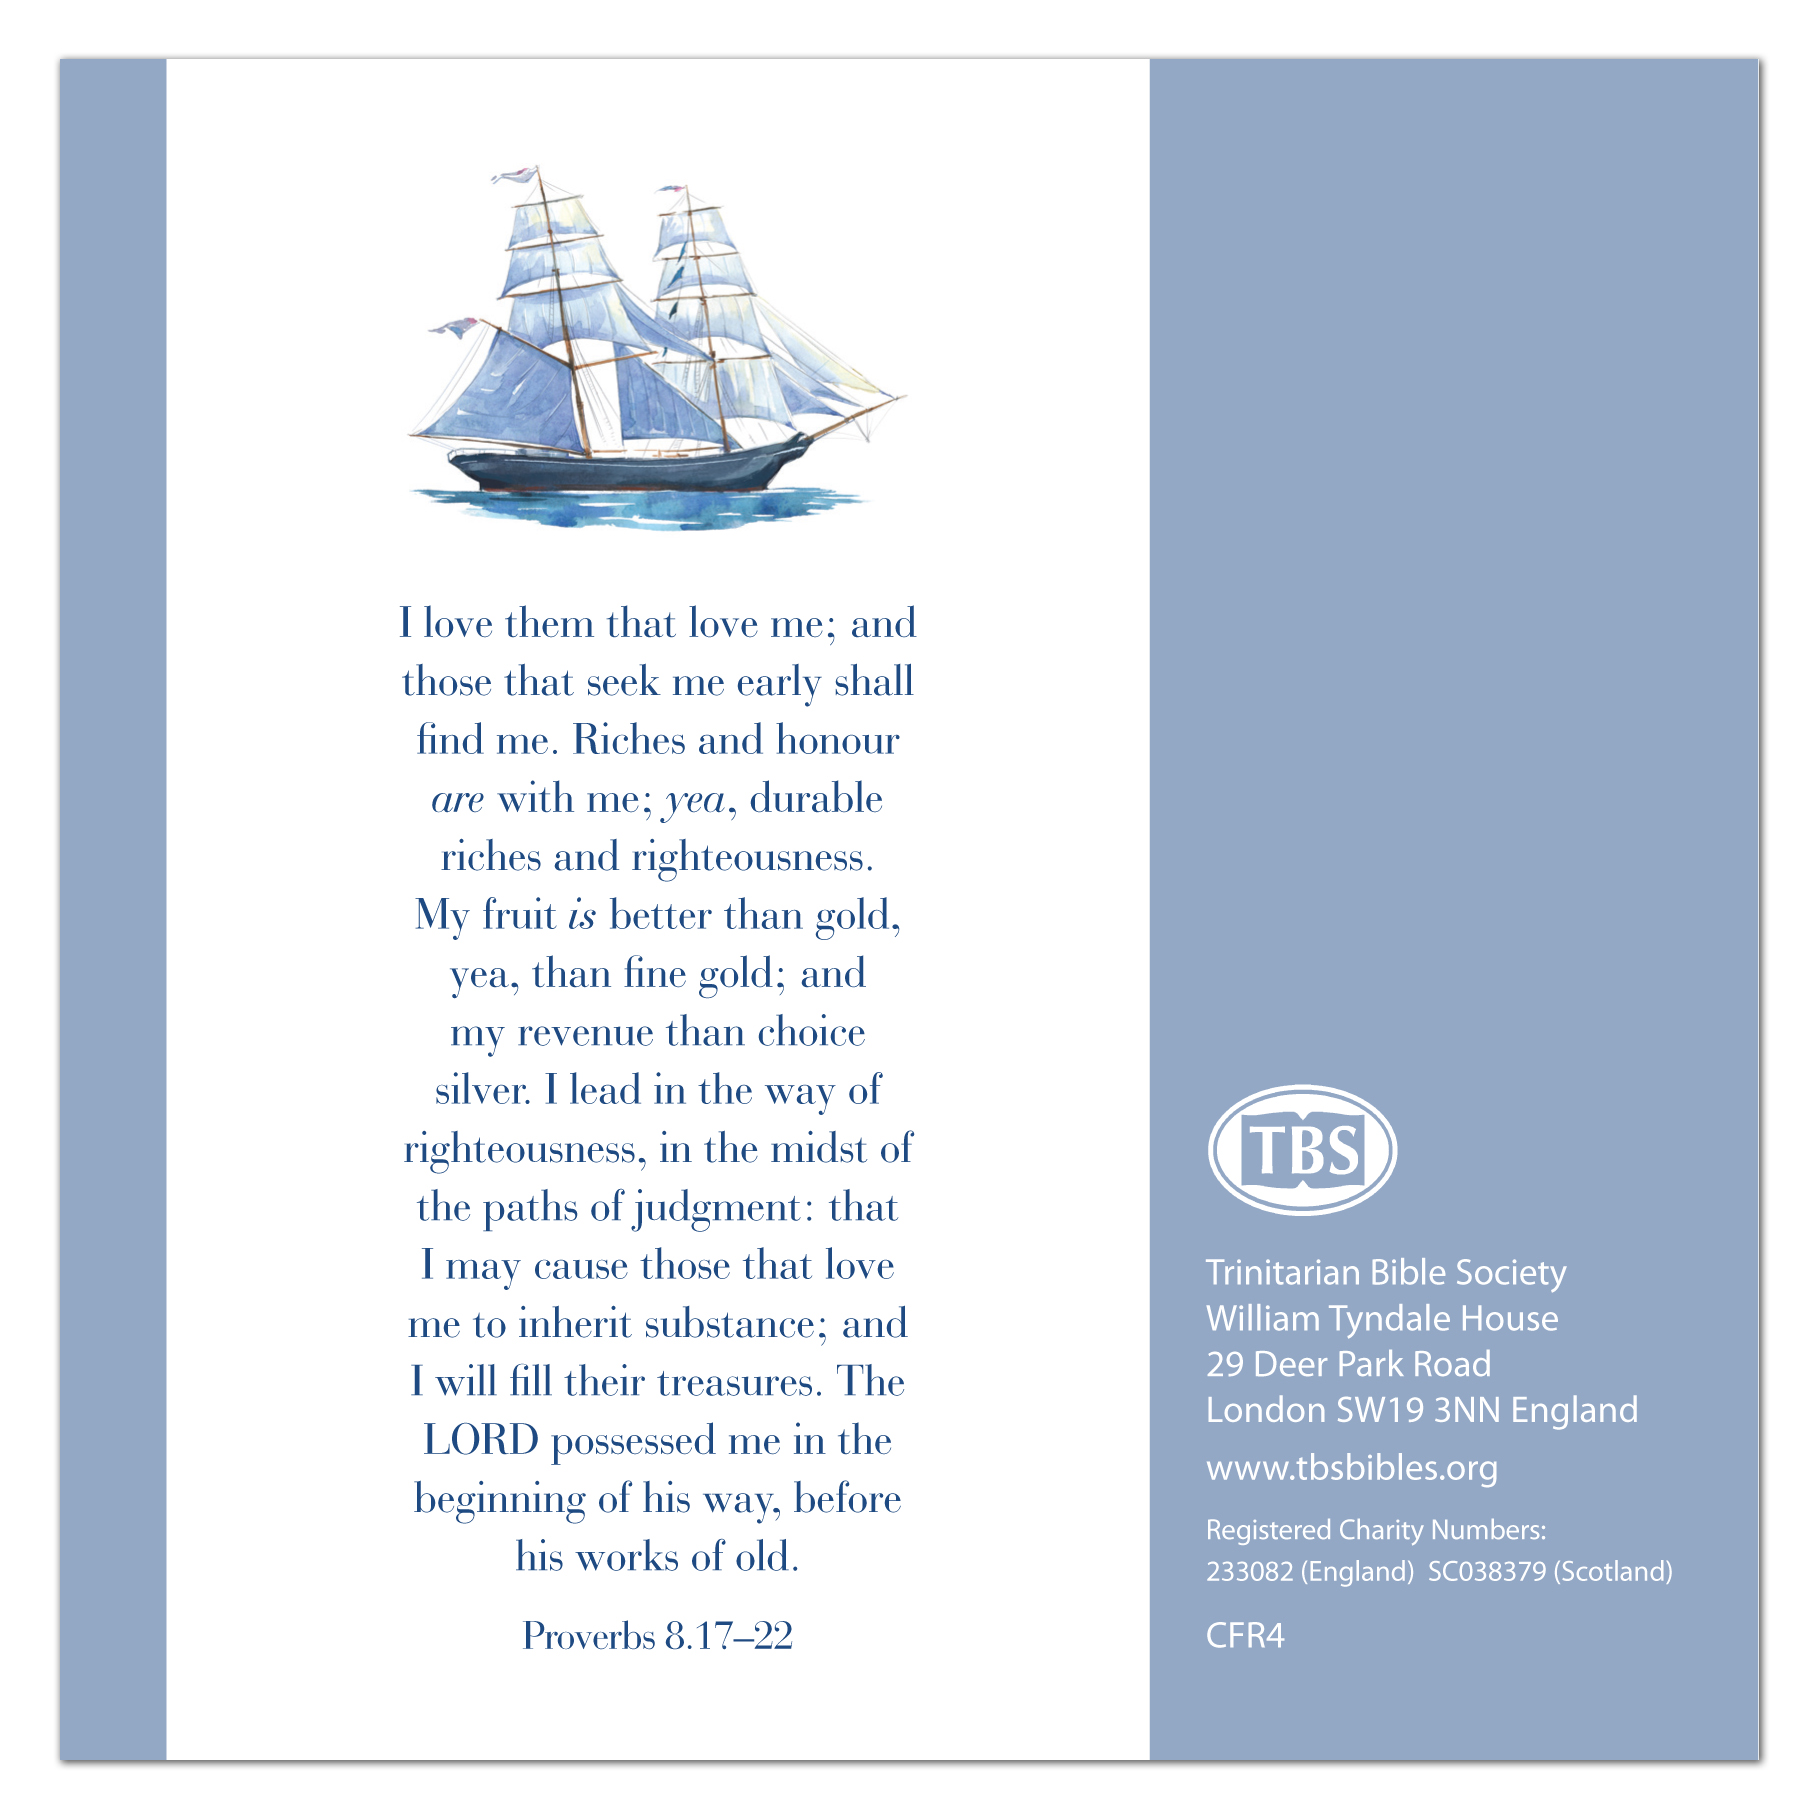 I love them that love me; and
those that seek me early shall
find me. Riches and honour
are with me; yea, durable
riches and righteousness.
My fruit is better than gold,
yea, than fine gold; and
my revenue than choice
silver. I lead in the way of
righteousness, in the midst of
the paths of judgment: that
I may cause those that love
me to inherit substance; and
I will fill their treasures. The
LORD possessed me in the
beginning of his way, before
his works of old.
Proverbs 8.17–22
TBS
Trinitarian Bible Society
William Tyndale House
29 Deer Park Road
London SW19 3NN England
www.tbsbibles.org
Registered Charity Numbers:
233082 (England)  SC038379 (Scotland)
CFR4